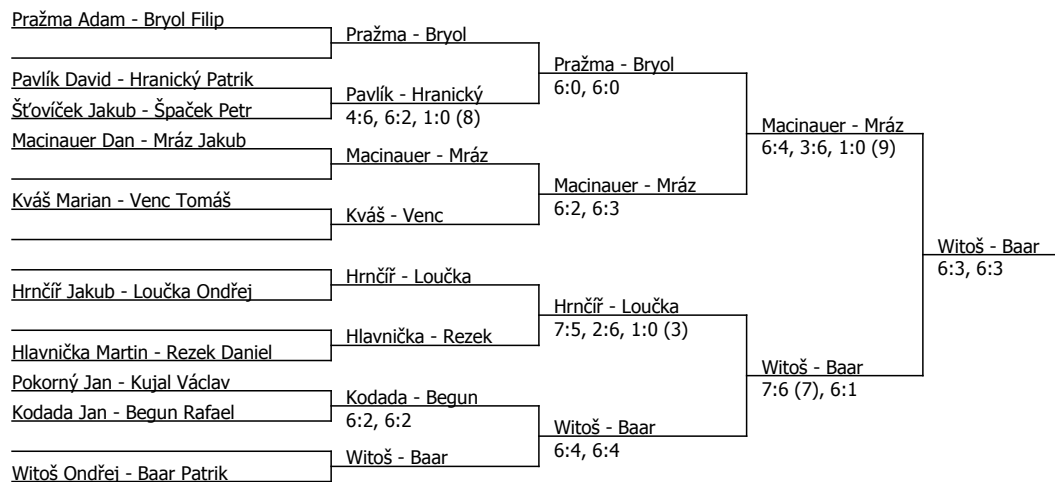 Pražma Adam - Bryol Filip
Pavlík David - Hranický Patrik
Šťovíček Jakub - Špaček Petr
Macinauer Dan - Mráz Jakub
Kváš Marian - Venc Tomáš
Hrnčíř Jakub - Loučka Ondřej
Hlavnička Martin - Rezek Daniel
Pokorný Jan - Kujal Václav
Kodada Jan - Begun Rafael
Witoš Ondřej - Baar Patrik
Pražma - Bryol
Pavlík - Hranický
4:6, 6:2, 1:0 (8)
Macinauer - Mráz
Kváš - Venc
Hrnčíř - Loučka
Hlavnička - Rezek
Kodada - Begun
6:2, 6:2
Witoš - Baar
Pražma - Bryol
6:0, 6:0
Macinauer - Mráz
6:2, 6:3
Hrnčíř - Loučka
7:5, 2:6, 1:0 (3)
Witoš - Baar
6:4, 6:4
Macinauer - Mráz
6:4, 3:6, 1:0 (9)
Witoš - Baar
7:6 (7), 6:1
Witoš - Baar
6:3, 6:3